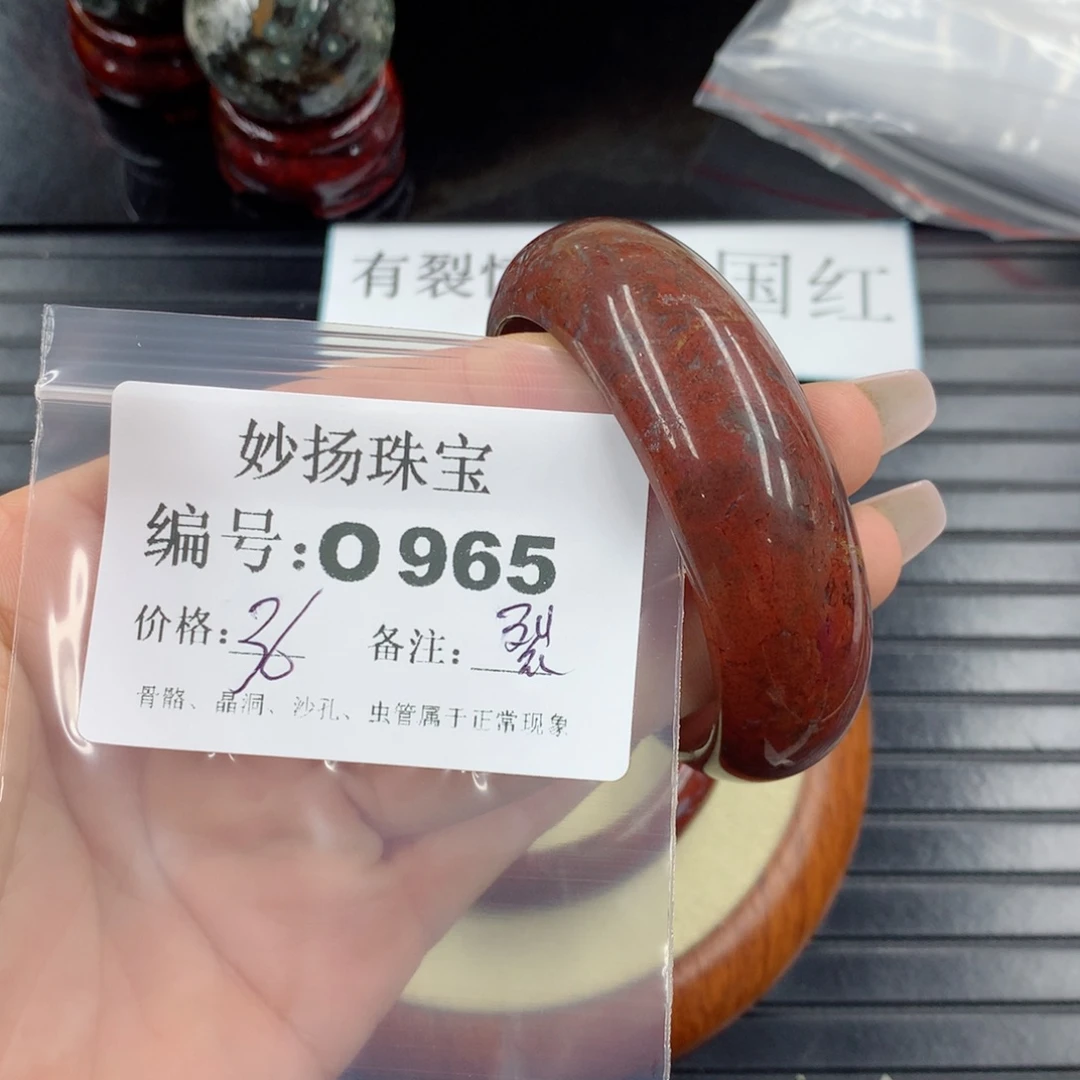 有裂 国红
妙扬珠宝
编号:O 965
价格:36 备注:裂
骨骼、晶洞、沙孔、虫管属于正常现象